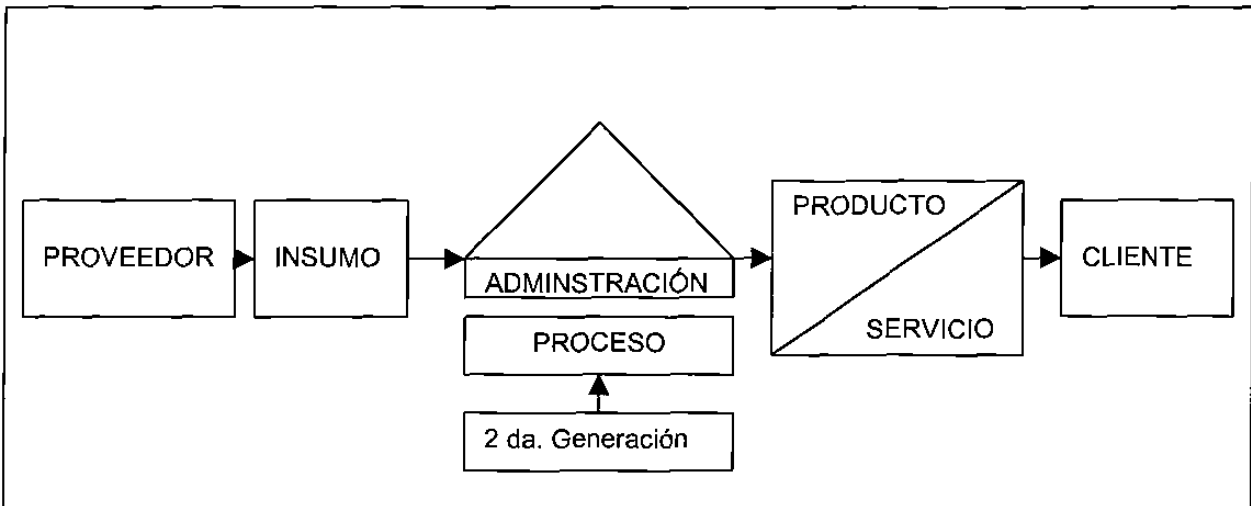 PROVEEDOR
INSUMO
ADMINSTRACIÓN
PROCESO
2 da. Generación
PRODUCTO
SERVICIO
CLIENTE